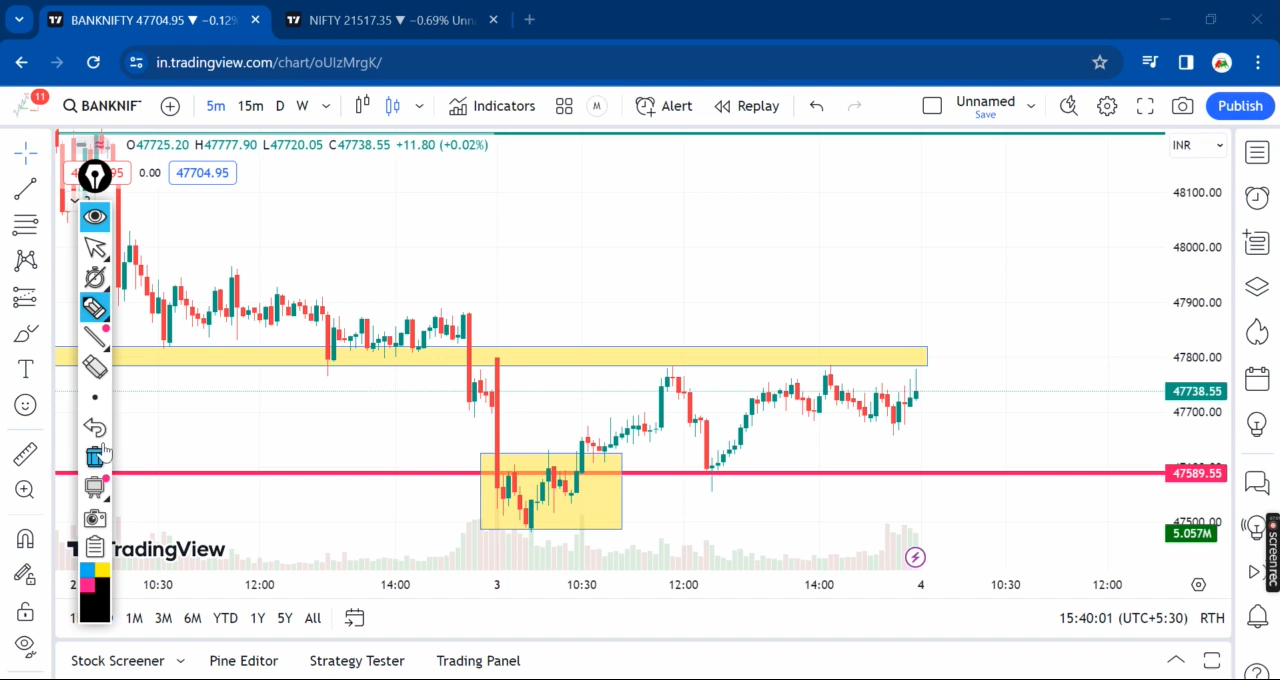 BANKNIFTY 47704.95 ▼ −0.12%
NIFTY 21517.35 ▼ −0.69% Unn
in.tradingview.com/chart/oUIzMrgK/
11
BANKNIF
5m 15m D W
Indicators
M
Alert
Replay
Unnamed
Save
Publish
O47725.20 H47777.90 L47720.05 C47738.55 +11.80 (+0.02%)
INR
0.00
47704.95
48100.00
48000.00
47900.00
47800.00
47738.55
47700.00
47589.55
47500.00
5.057M
TradingView
10:30 12:00 14:00 3 10:30 12:00 14:00 4 10:30 12:00
1M 3M 6M YTD 1Y 5Y All
15:40:01 (UTC+5:30) RTH
Stock Screener
Pine Editor
Strategy Tester
Trading Panel
screenrec